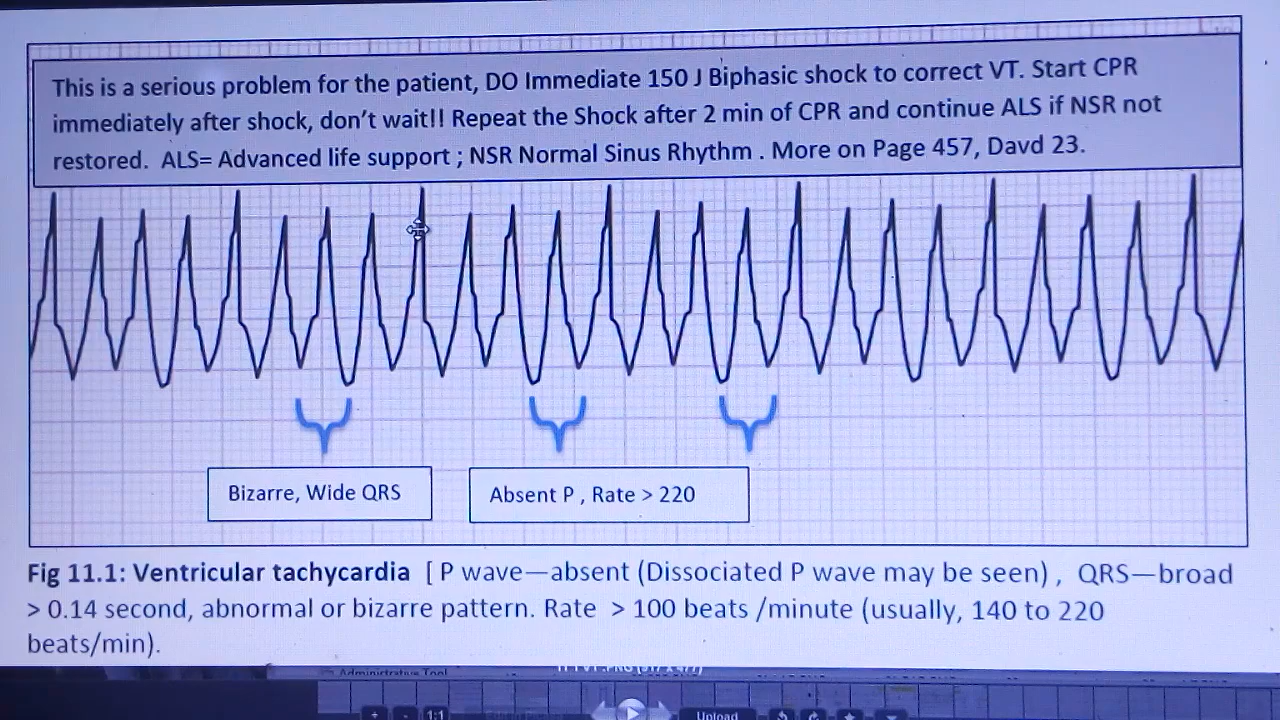 This is a serious problem for the patient, DO Immediate 150 J Biphasic shock to correct VT. Start CPR
immediately after shock, don't wait!! Repeat the Shock after 2 min of CPR and continue ALS if NSR not
restored. ALS= Advanced life support ; NSR Normal Sinus Rhythm . More on Page 457, Davd 23.
Bizarre, Wide QRS
Absent P , Rate > 220
Fig 11.1: Ventricular tachycardia [ P wave—absent (Dissociated P wave may be seen) , QRS—broad
> 0.14 second, abnormal or bizarre pattern. Rate > 100 beats /minute (usually, 140 to 220
beats/min).
Administrative Tool
1:1
Upload